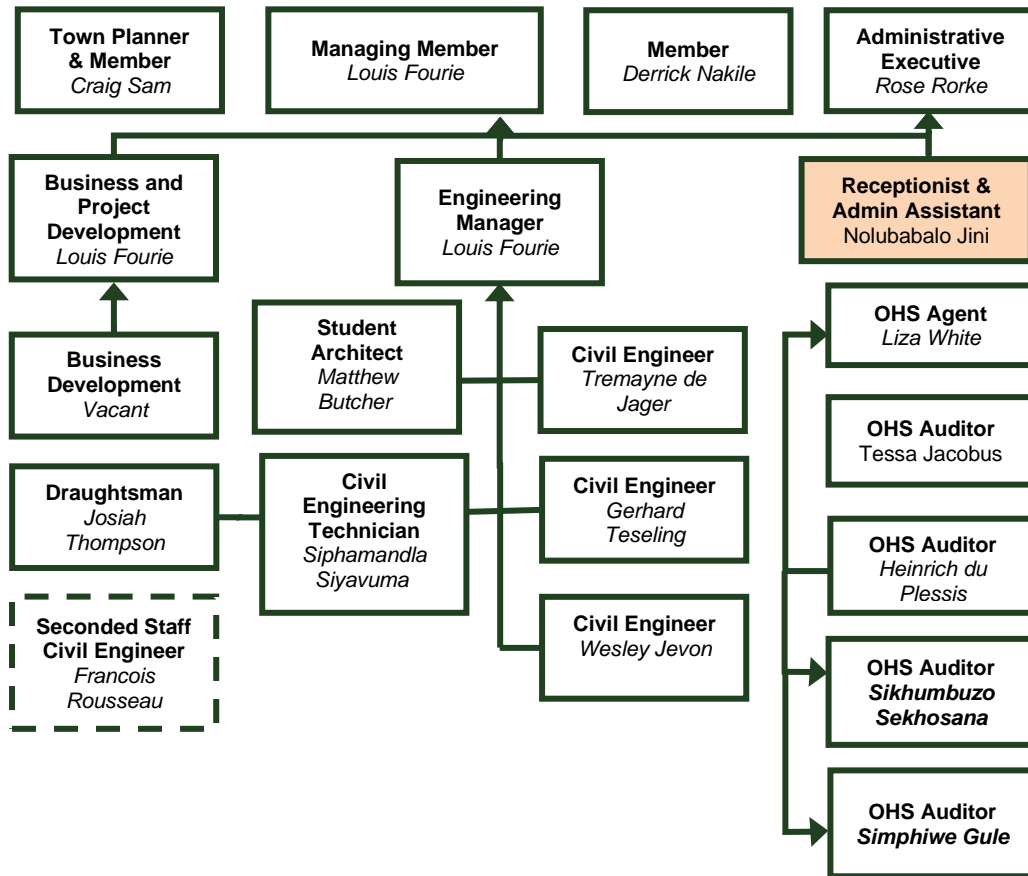 Town Planner
& Member
Craig Sam
Managing Member
Louis Fourie
Member
Derrick Nakile
Administrative
Executive
Rose Rorke
Business and
Project
Development
Louis Fourie
Engineering
Manager
Louis Fourie
Receptionist &
Admin Assistant
Nolubabalo Jini
Business
Development
Vacant
Student
Architect
Matthew
Butcher
Civil Engineer
Tremayne de
Jager
OHS Agent
Liza White
OHS Auditor
Tessa Jacobus
Draughtsman
Josiah
Thompson
Civil
Engineering
Technician
Siphamandla
Siyavuma
Civil Engineer
Gerhard
Teseling
OHS Auditor
Heinrich du
Plessis
Seconded Staff
Civil Engineer
Francois
Rousseau
Civil Engineer
Wesley Jevon
OHS Auditor
Sikhumbuzo
Sekhosana
OHS Auditor
Simphiwe Gule